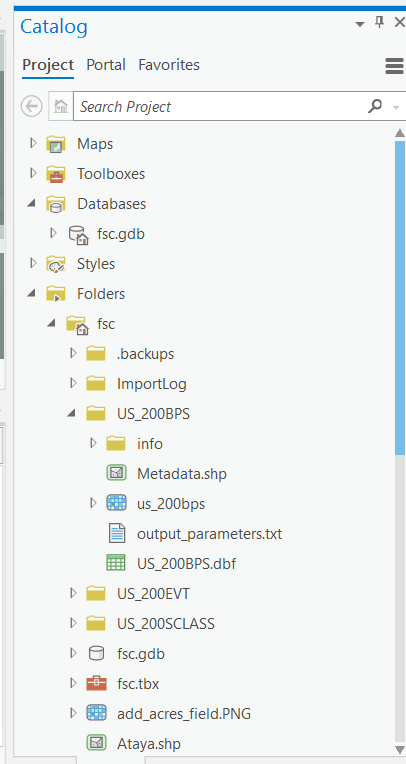 Catalog
Project Portal Favorites
Search Project
Maps
Toolboxes
Databases
fsc.gdb
Styles
Folders
fsc
.backups
ImportLog
US_200BPS
info
Metadata.shp
us_200bps
output_parameters.txt
US_200BPS.dbf
US_200EVT
US_200SCLASS
fsc.gdb
fsc.tbx
add_acres_field.PNG
Ataya.shp